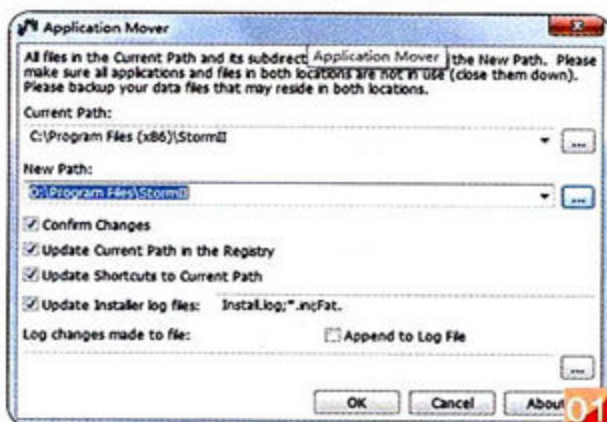 Application Mover
All files in the Current Path and its subdirect Application Mover the New Path. Please
make sure all applications and files in both locations are not in use (close them down).
Please backup your data files that may reside in both locations.
Current Path:
C:\Program Files (x86)\StormII
...
New Path:
D:\Program Files\StormII
...
Confirm Changes
Update Current Path in the Registry
Update Shortcuts to Current Path
Update Installer log files: Install.log;*.ini;Fat.
Log changes made to file: Append to Log File
...
OK Cancel About
01